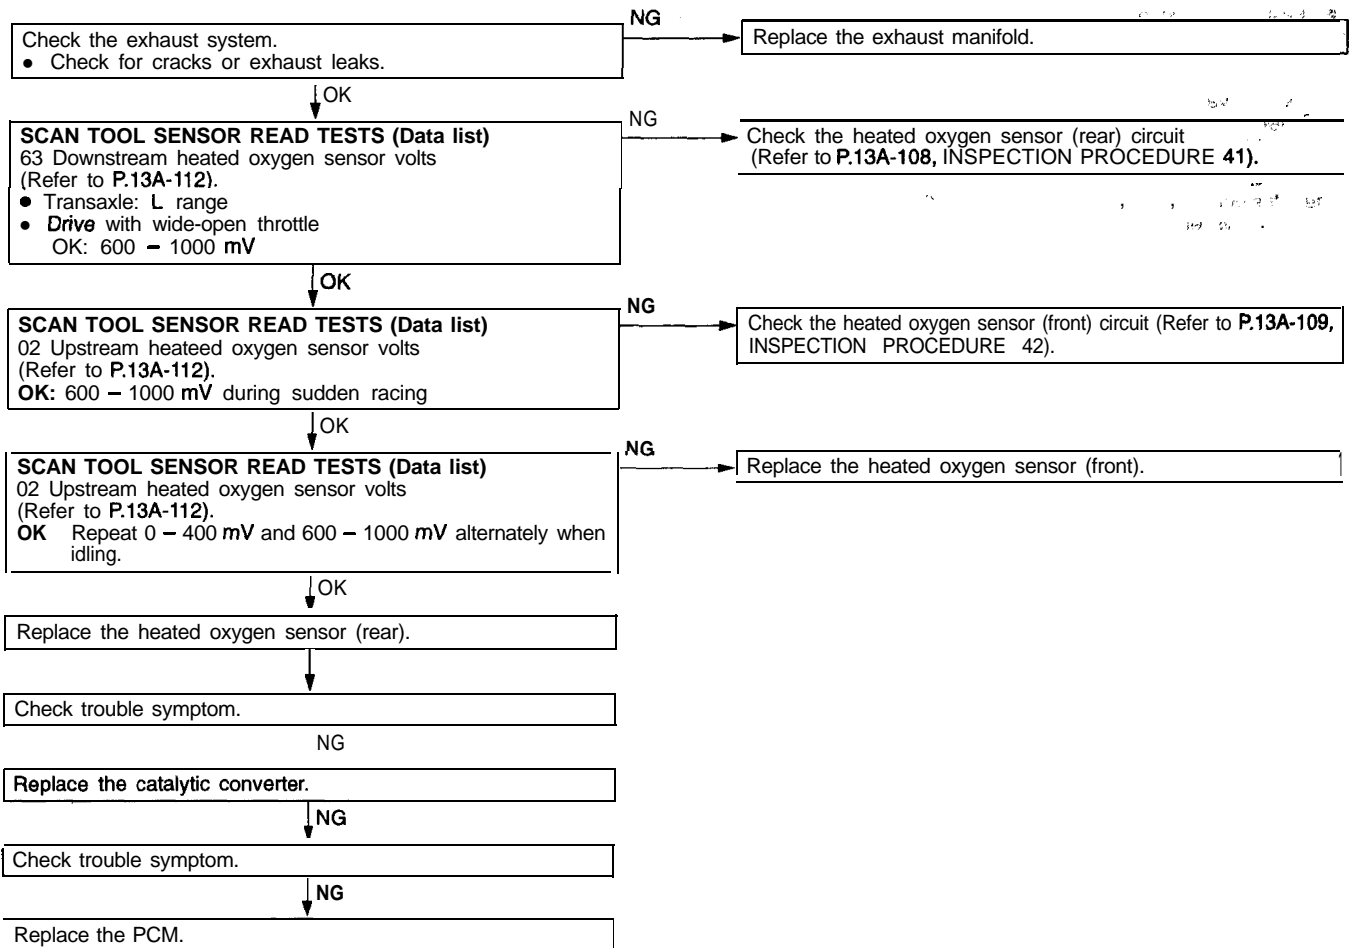 NG
Check the exhaust system.
• Check for cracks or exhaust leaks.
Replace the exhaust manifold.
OK
SCAN TOOL SENSOR READ TESTS (Data list)
63 Downstream heated oxygen sensor volts
(Refer to P.13A-112).
• Transaxle: L range
• Drive with wide-open throttle
OK: 600 – 1000 mV
NG
Check the heated oxygen sensor (rear) circuit
(Refer to P.13A-108, INSPECTION PROCEDURE 41).
OK
SCAN TOOL SENSOR READ TESTS (Data list)
02 Upstream heateed oxygen sensor volts
(Refer to P.13A-112).
OK: 600 – 1000 mV during sudden racing
NG
Check the heated oxygen sensor (front) circuit (Refer to P.13A-109,
INSPECTION PROCEDURE 42).
OK
SCAN TOOL SENSOR READ TESTS (Data list)
02 Upstream heated oxygen sensor volts
(Refer to P.13A-112).
OK Repeat 0 – 400 mV and 600 – 1000 mV alternately when
idling.
NG
Replace the heated oxygen sensor (front).
OK
Replace the heated oxygen sensor (rear).
Check trouble symptom.
NG
Replace the catalytic converter.
NG
Check trouble symptom.
NG
Replace the PCM.